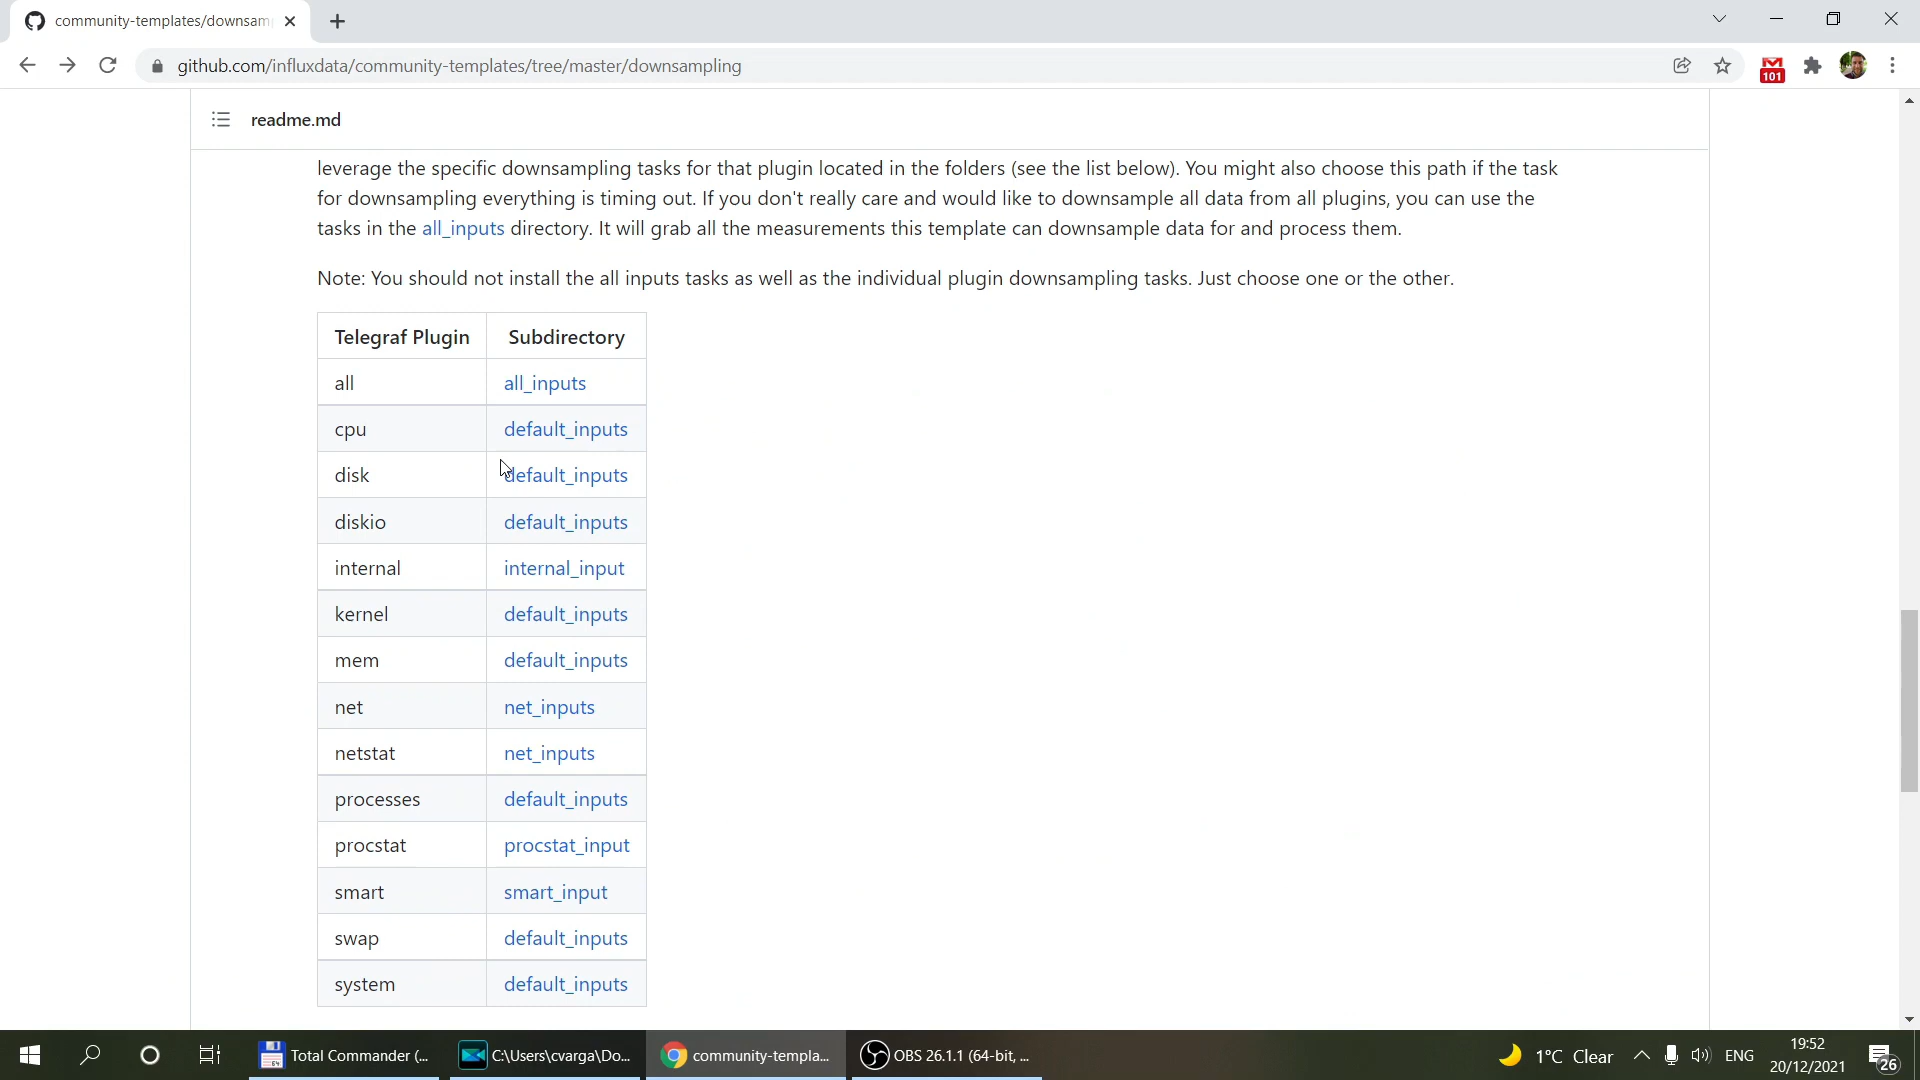 community-templates/downsam
github.com/influxdata/community-templates/tree/master/downsampling
101
readme.md
leverage the specific downsampling tasks for that plugin located in the folders (see the list below). You might also choose this path if the task
for downsampling everything is timing out. If you don't really care and would like to downsample all data from all plugins, you can use the
tasks in the all_inputs directory. It will grab all the measurements this template can downsample data for and process them.
Note: You should not install the all inputs tasks as well as the individual plugin downsampling tasks. Just choose one or the other.
Telegraf Plugin Subdirectory
all all_inputs
cpu default_inputs
disk default_inputs
diskio default_inputs
internal internal_input
kernel default_inputs
mem default_inputs
net net_inputs
netstat net_inputs
processes default_inputs
procstat procstat_input
smart smart_input
swap default_inputs
system default_inputs
Total Commander (... C:\Users\cvarga\Do... community-templa... OBS 26.1.1 (64-bit, ... 1°C Clear ENG 19:52
20/12/2021 26